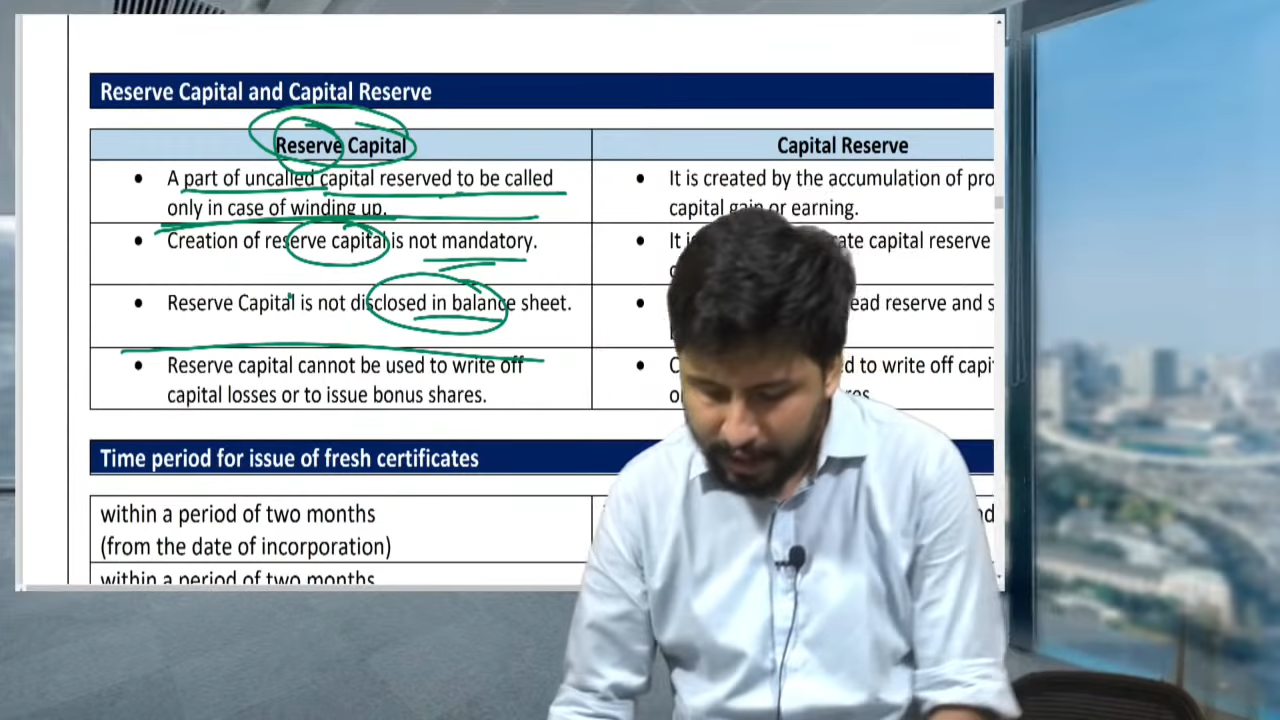 Reserve Capital and Capital Reserve
Reserve Capital
Capital Reserve
• A part of uncalled capital reserved to be called
only in case of winding up.
• It is created by the accumulation of
capital gain or earning.
• Creation of reserve capital is not mandatory.
• It capital reserve
• Reserve Capital is not disclosed in balance sheet.
• reserve and
• Reserve capital cannot be used to write off
capital losses or to issue bonus shares.
• to write off
Time period for issue of fresh certificates
within a period of two months
(from the date of incorporation)
within a period of two months